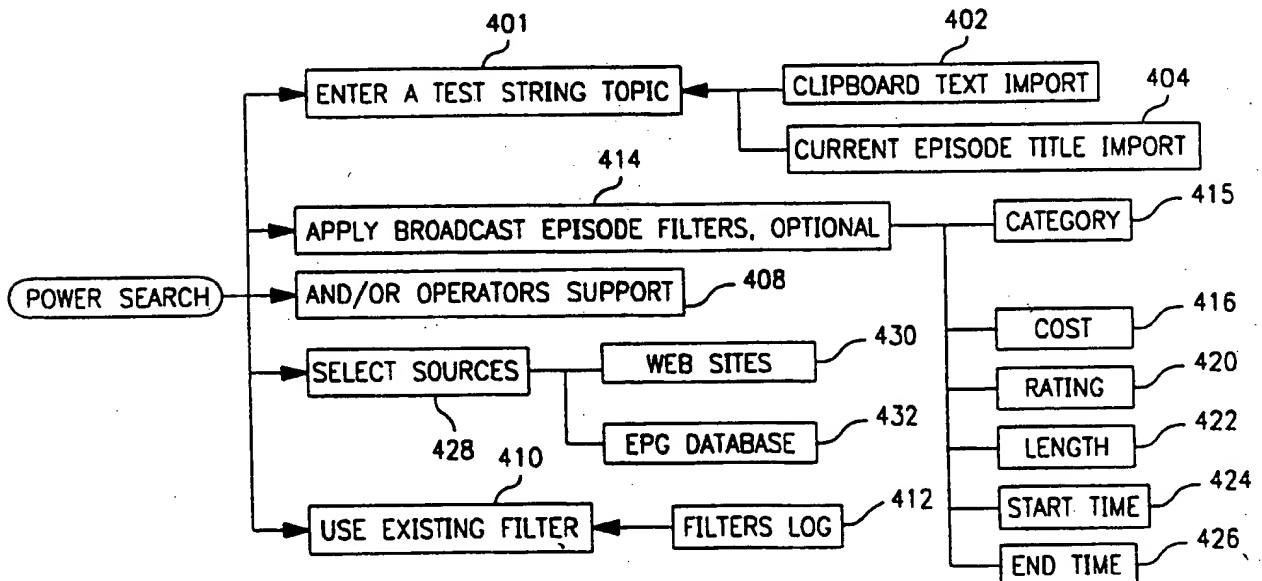 401
402
ENTER A TEST STRING TOPIC
CLIPBOARD TEXT IMPORT
404
CURRENT EPISODE TITLE IMPORT
414
APPLY BROADCAST EPISODE FILTERS, OPTIONAL
CATEGORY
415
POWER SEARCH
AND/OR OPERATORS SUPPORT
408
COST
416
SELECT SOURCES
428
WEB SITES
430
RATING
420
EPG DATABASE
432
LENGTH
422
410
USE EXISTING FILTER
FILTERS LOG
412
START TIME
424
END TIME
426